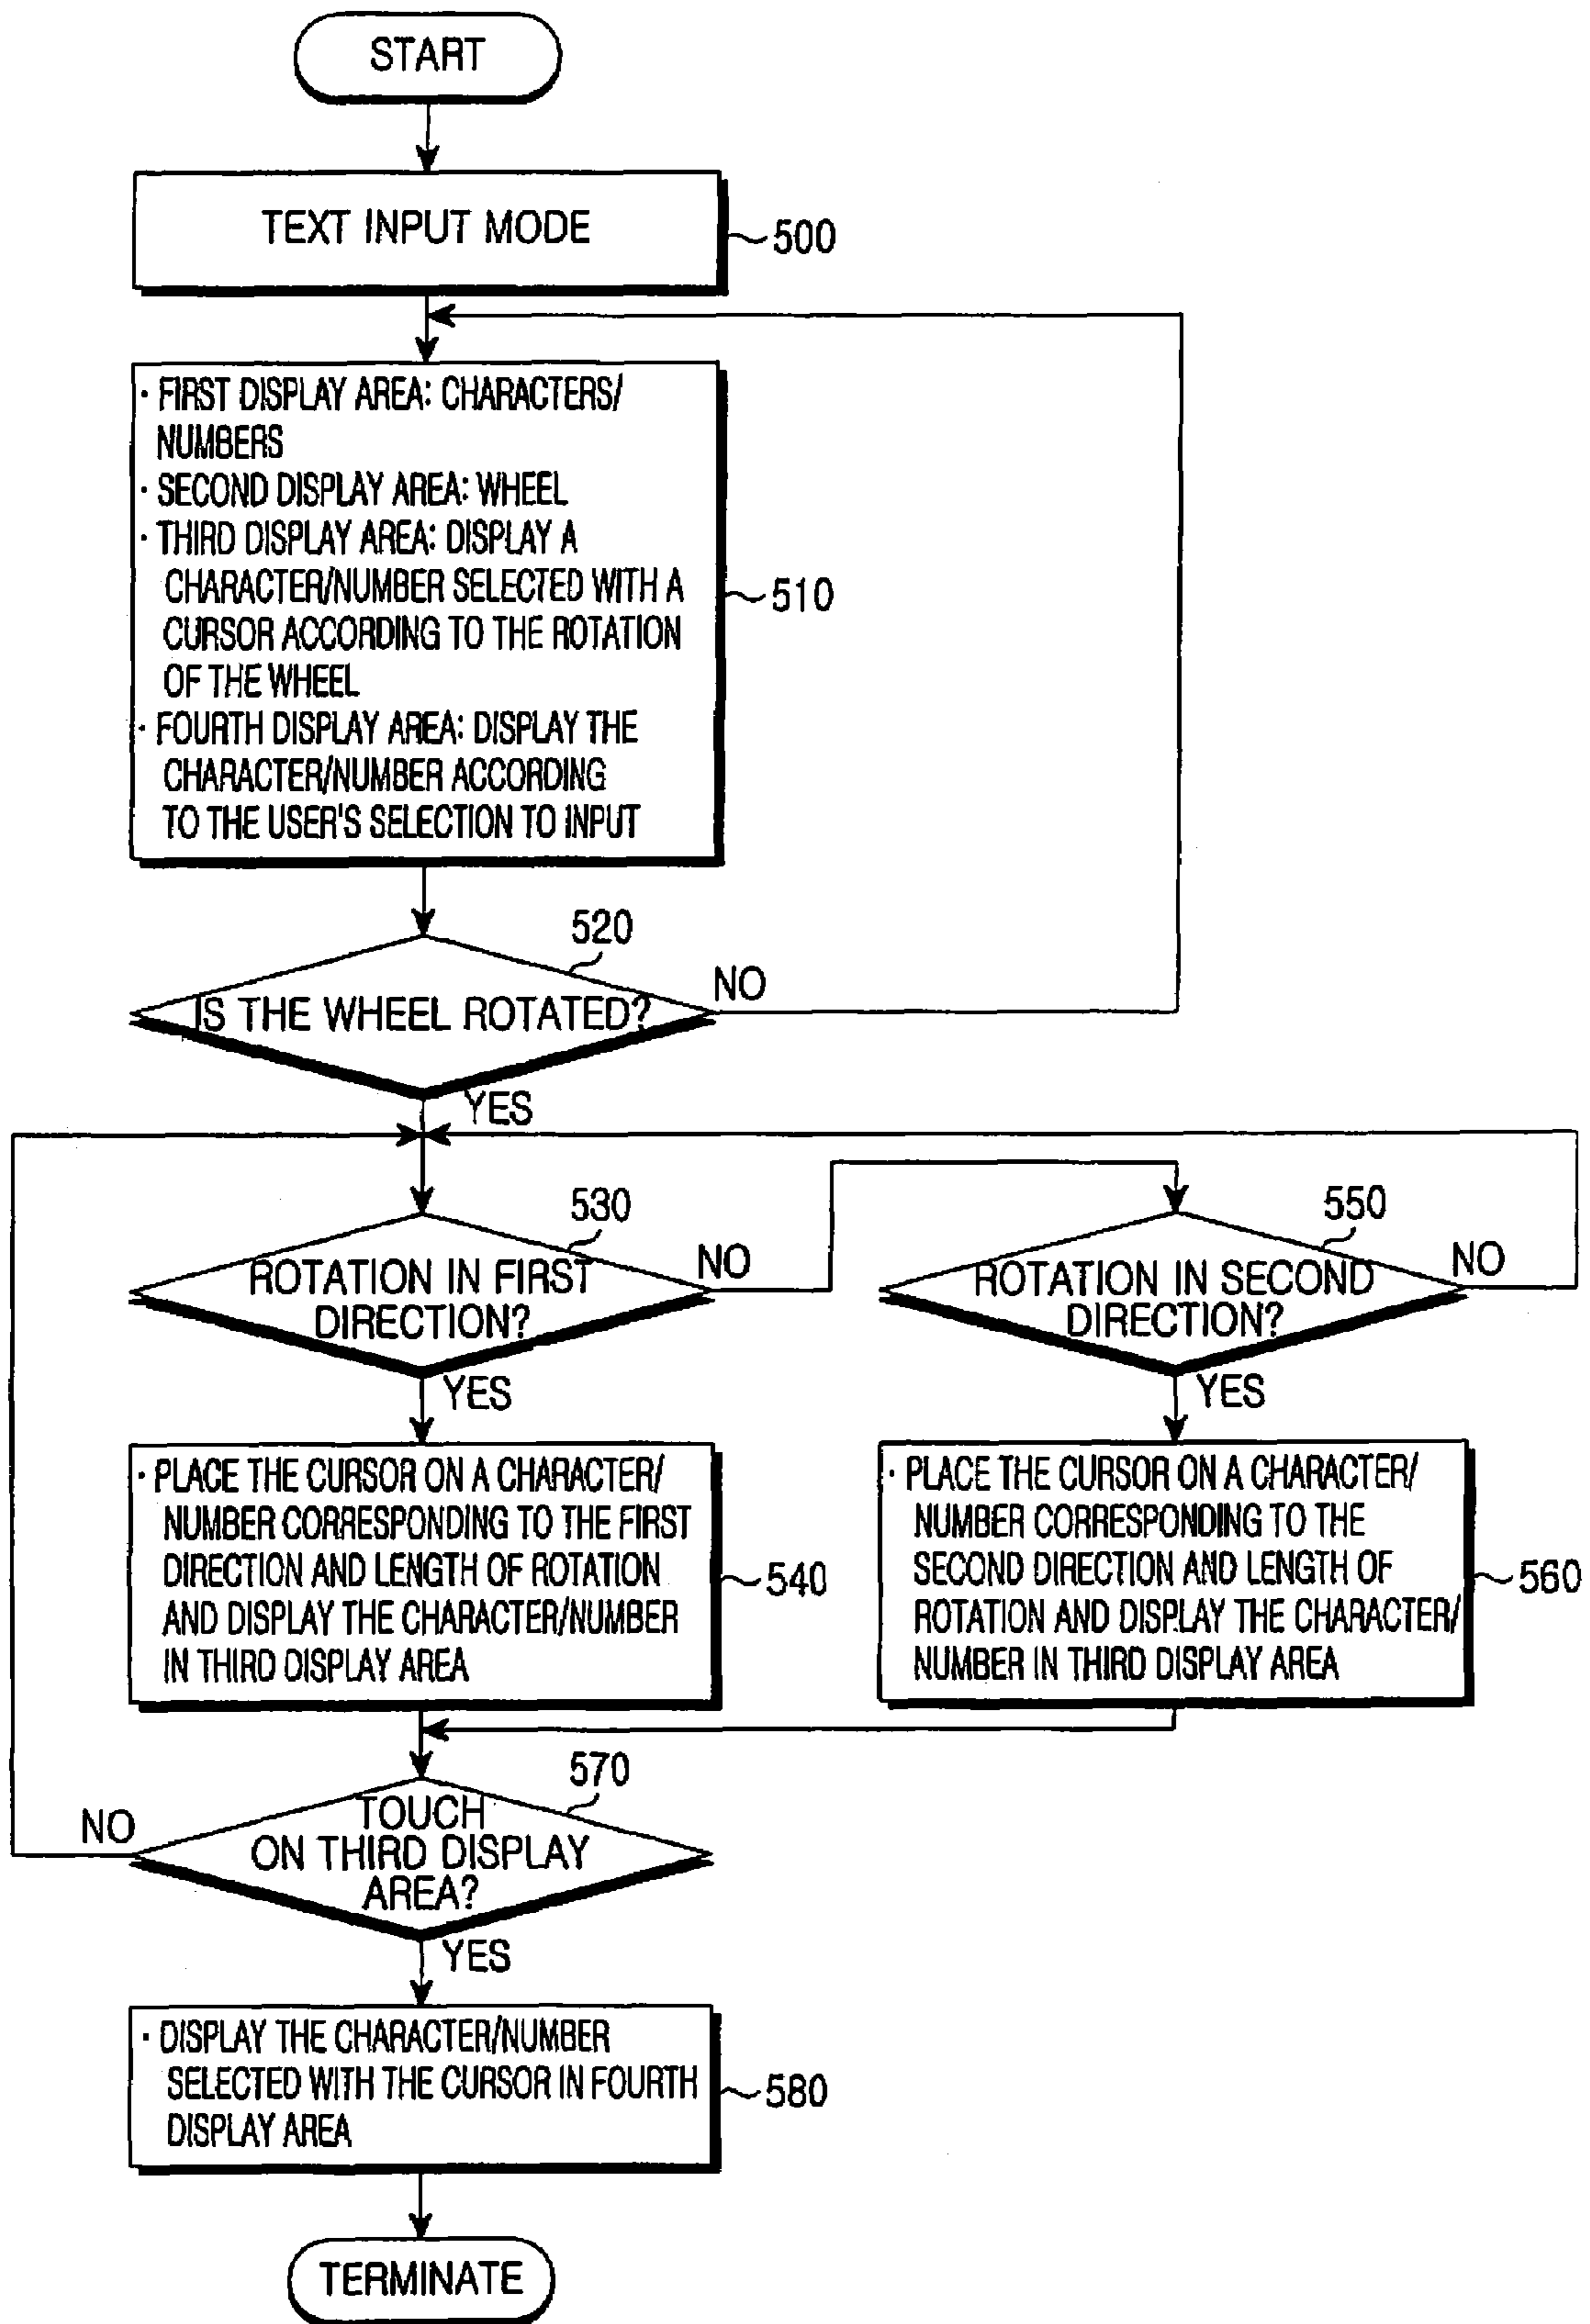 START
TEXT INPUT MODE
500
· FIRST DISPLAY AREA: CHARACTERS/
NUMBERS
· SECOND DISPLAY AREA: WHEEL
· THIRD DISPLAY AREA: DISPLAY A
CHARACTER/NUMBER SELECTED WITH A
CURSOR ACCORDING TO THE ROTATION
OF THE WHEEL
· FOURTH DISPLAY AREA: DISPLAY THE
CHARACTER/NUMBER ACCORDING
TO THE USER'S SELECTION TO INPUT
510
520
IS THE WHEEL ROTATED?
NO
YES
530
ROTATION IN FIRST
DIRECTION?
NO
YES
550
ROTATION IN SECOND
DIRECTION?
NO
YES
· PLACE THE CURSOR ON A CHARACTER/
NUMBER CORRESPONDING TO THE FIRST
DIRECTION AND LENGTH OF ROTATION
AND DISPLAY THE CHARACTER/NUMBER
IN THIRD DISPLAY AREA
540
· PLACE THE CURSOR ON A CHARACTER/
NUMBER CORRESPONDING TO THE
SECOND DIRECTION AND LENGTH OF
ROTATION AND DISPLAY THE CHARACTER/
NUMBER IN THIRD DISPLAY AREA
560
570
TOUCH
ON THIRD DISPLAY
AREA?
NO
YES
· DISPLAY THE CHARACTER/NUMBER
SELECTED WITH THE CURSOR IN FOURTH
DISPLAY AREA
580
TERMINATE